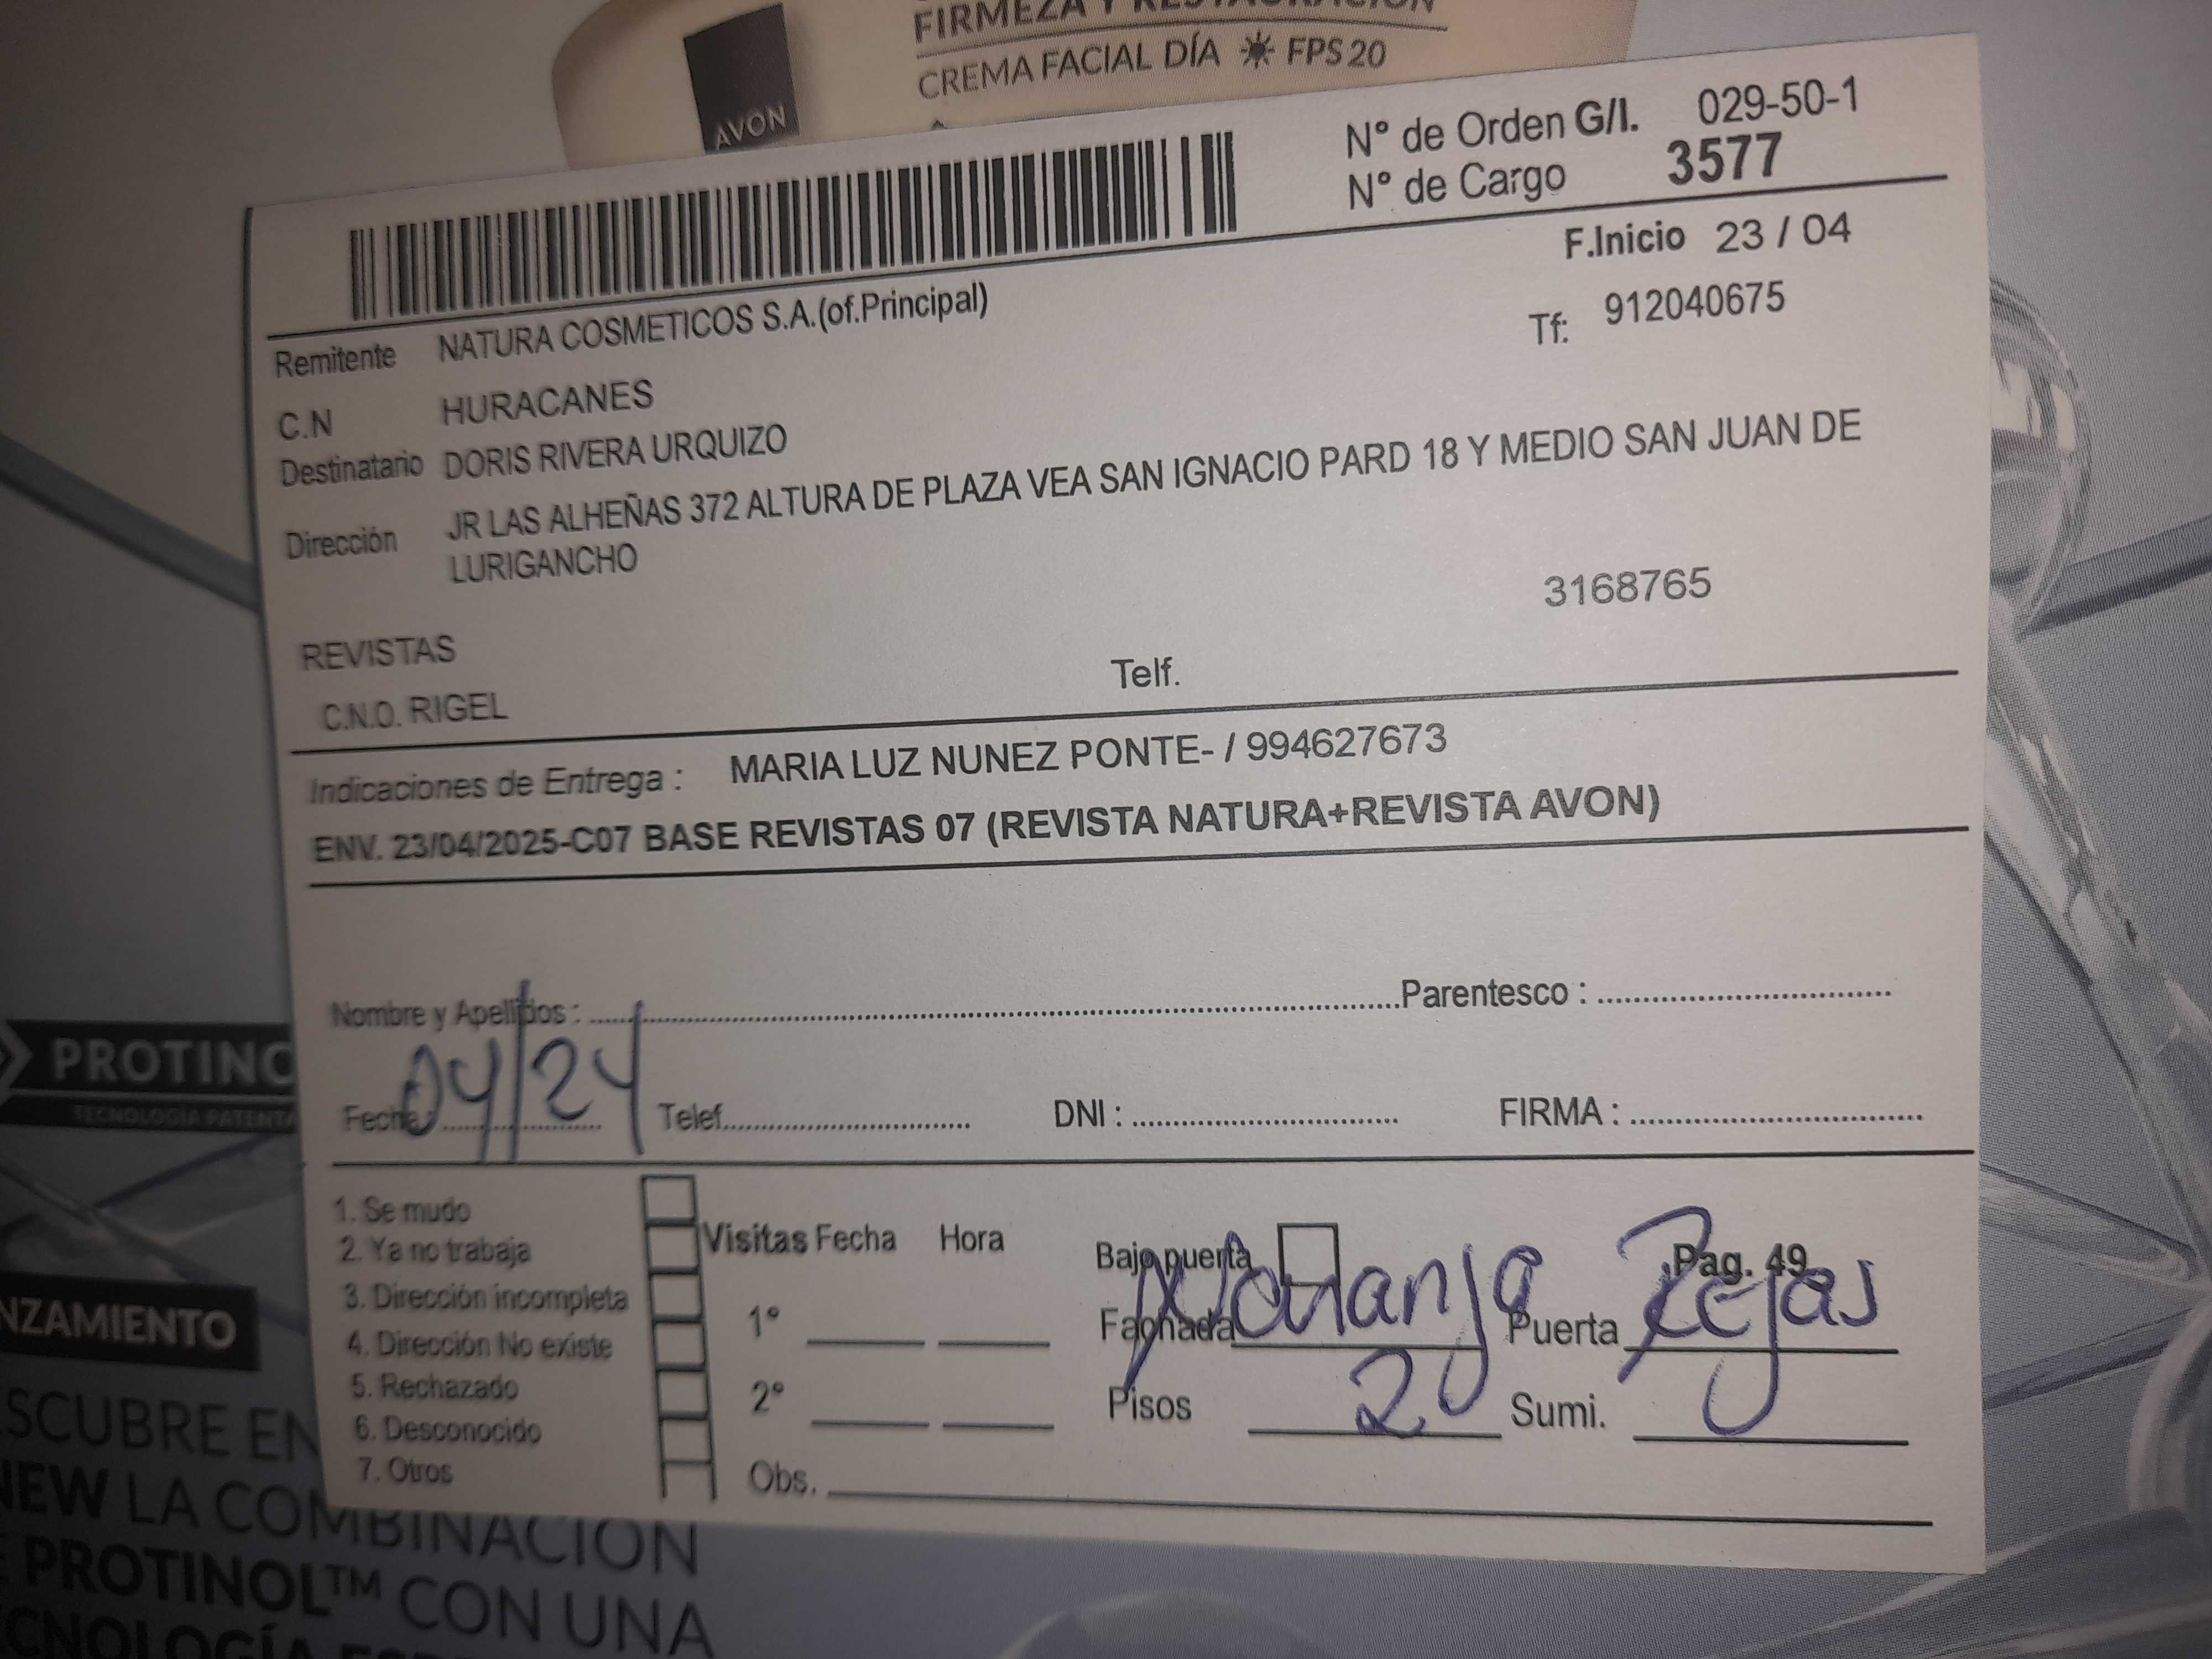 FIRMEZA Y RESTAURACIÓN
CREMA FACIAL DÍA FPS 20
AVON
N° de Orden G/I. 029-50-1
N° de Cargo 3577
F.Inicio 23 / 04
Remitente NATURA COSMETICOS S.A.(of.Principal)
Tf: 912040675
C.N HURACANES
Destinatario DORIS RIVERA URQUIZO
Dirección JR LAS ALHEÑAS 372 ALTURA DE PLAZA VEA SAN IGNACIO PARD 18 Y MEDIO SAN JUAN DE
LURIGANCHO
3168765
REVISTAS
C.N.O. RIGEL Telf.
Indicaciones de Entrega : MARIA LUZ NUNEZ PONTE- / 994627673
ENV. 23/04/2025-C07 BASE REVISTAS 07 (REVISTA NATURA+REVISTA AVON)
Nombre y Apellidos : Parentesco :
Fecha : 04/24 Telef. DNI : FIRMA :
1. Se mudo
2. Ya no trabaja
3. Dirección incompleta
4. Dirección No existe
5. Rechazado
6. Desconocido
7. Otros
Visitas Fecha Hora
1°
2°
Obs.
Bajo puerta Pag. 49
Fachada Naranja Puerta Rejas
Pisos 2 Sumi.
PROTINO
TECNOLOGÍA PATENTA
NZAMIENTO
SCUBRE EN
NEW LA COMBINACIÓN
E PROTINOL™ CON UNA